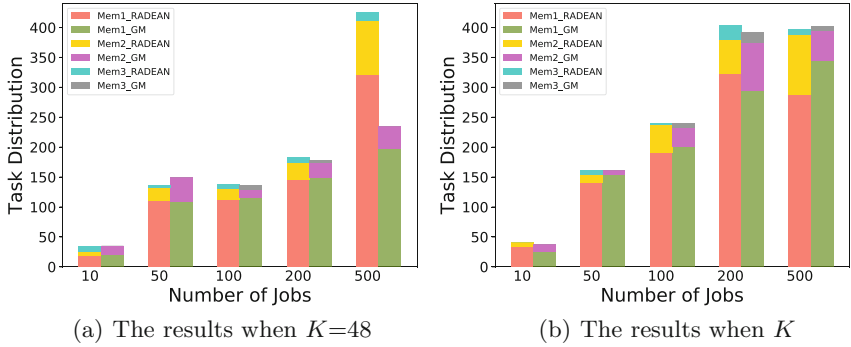 Task Distribution
400
350
300
250
200
150
100
50
0
Mem1_RADEAN
Mem1_GM
Mem2_RADEAN
Mem2_GM
Mem3_RADEAN
Mem3_GM
10 50 100 200 500
Number of Jobs
(a) The results when K=48
Task Distribution
400
350
300
250
200
150
100
50
0
Mem1_RADEAN
Mem1_GM
Mem2_RADEAN
Mem2_GM
Mem3_RADEAN
Mem3_GM
10 50 100 200 500
Number of Jobs
(b) The results when K